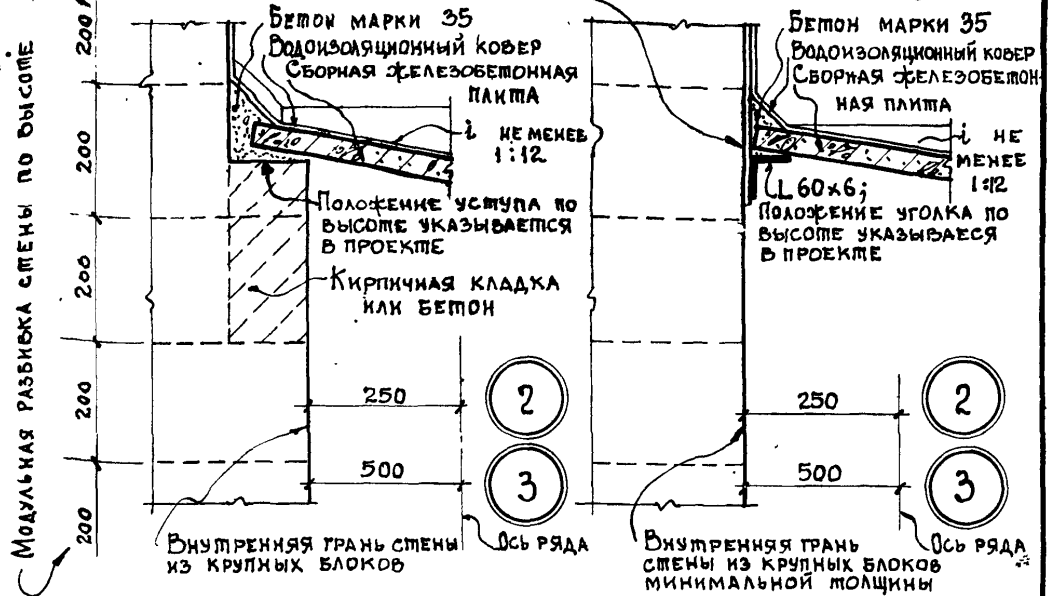 Модульная разбивка стены по высоте
200
200
200
200
200
Бетон марки 35
Водоизоляционный ковер
Сборная железобетонная
плита
i не менее
1:12
Положение уступа по
высоте указывается
в проекте
Кирпичная кладка
или бетон
250
500
2
3
Внутренняя грань стены
из крупных блоков
Ось ряда
Бетон марки 35
Водоизоляционный ковер
Сборная железобетон-
ная плита
i не
менее
1:12
L 60×6;
Положение уголка по
высоте указываеся
в проекте
250
500
2
3
Внутренняя грань
стены из крупных блоков
минимальной толщины
Ось ряда